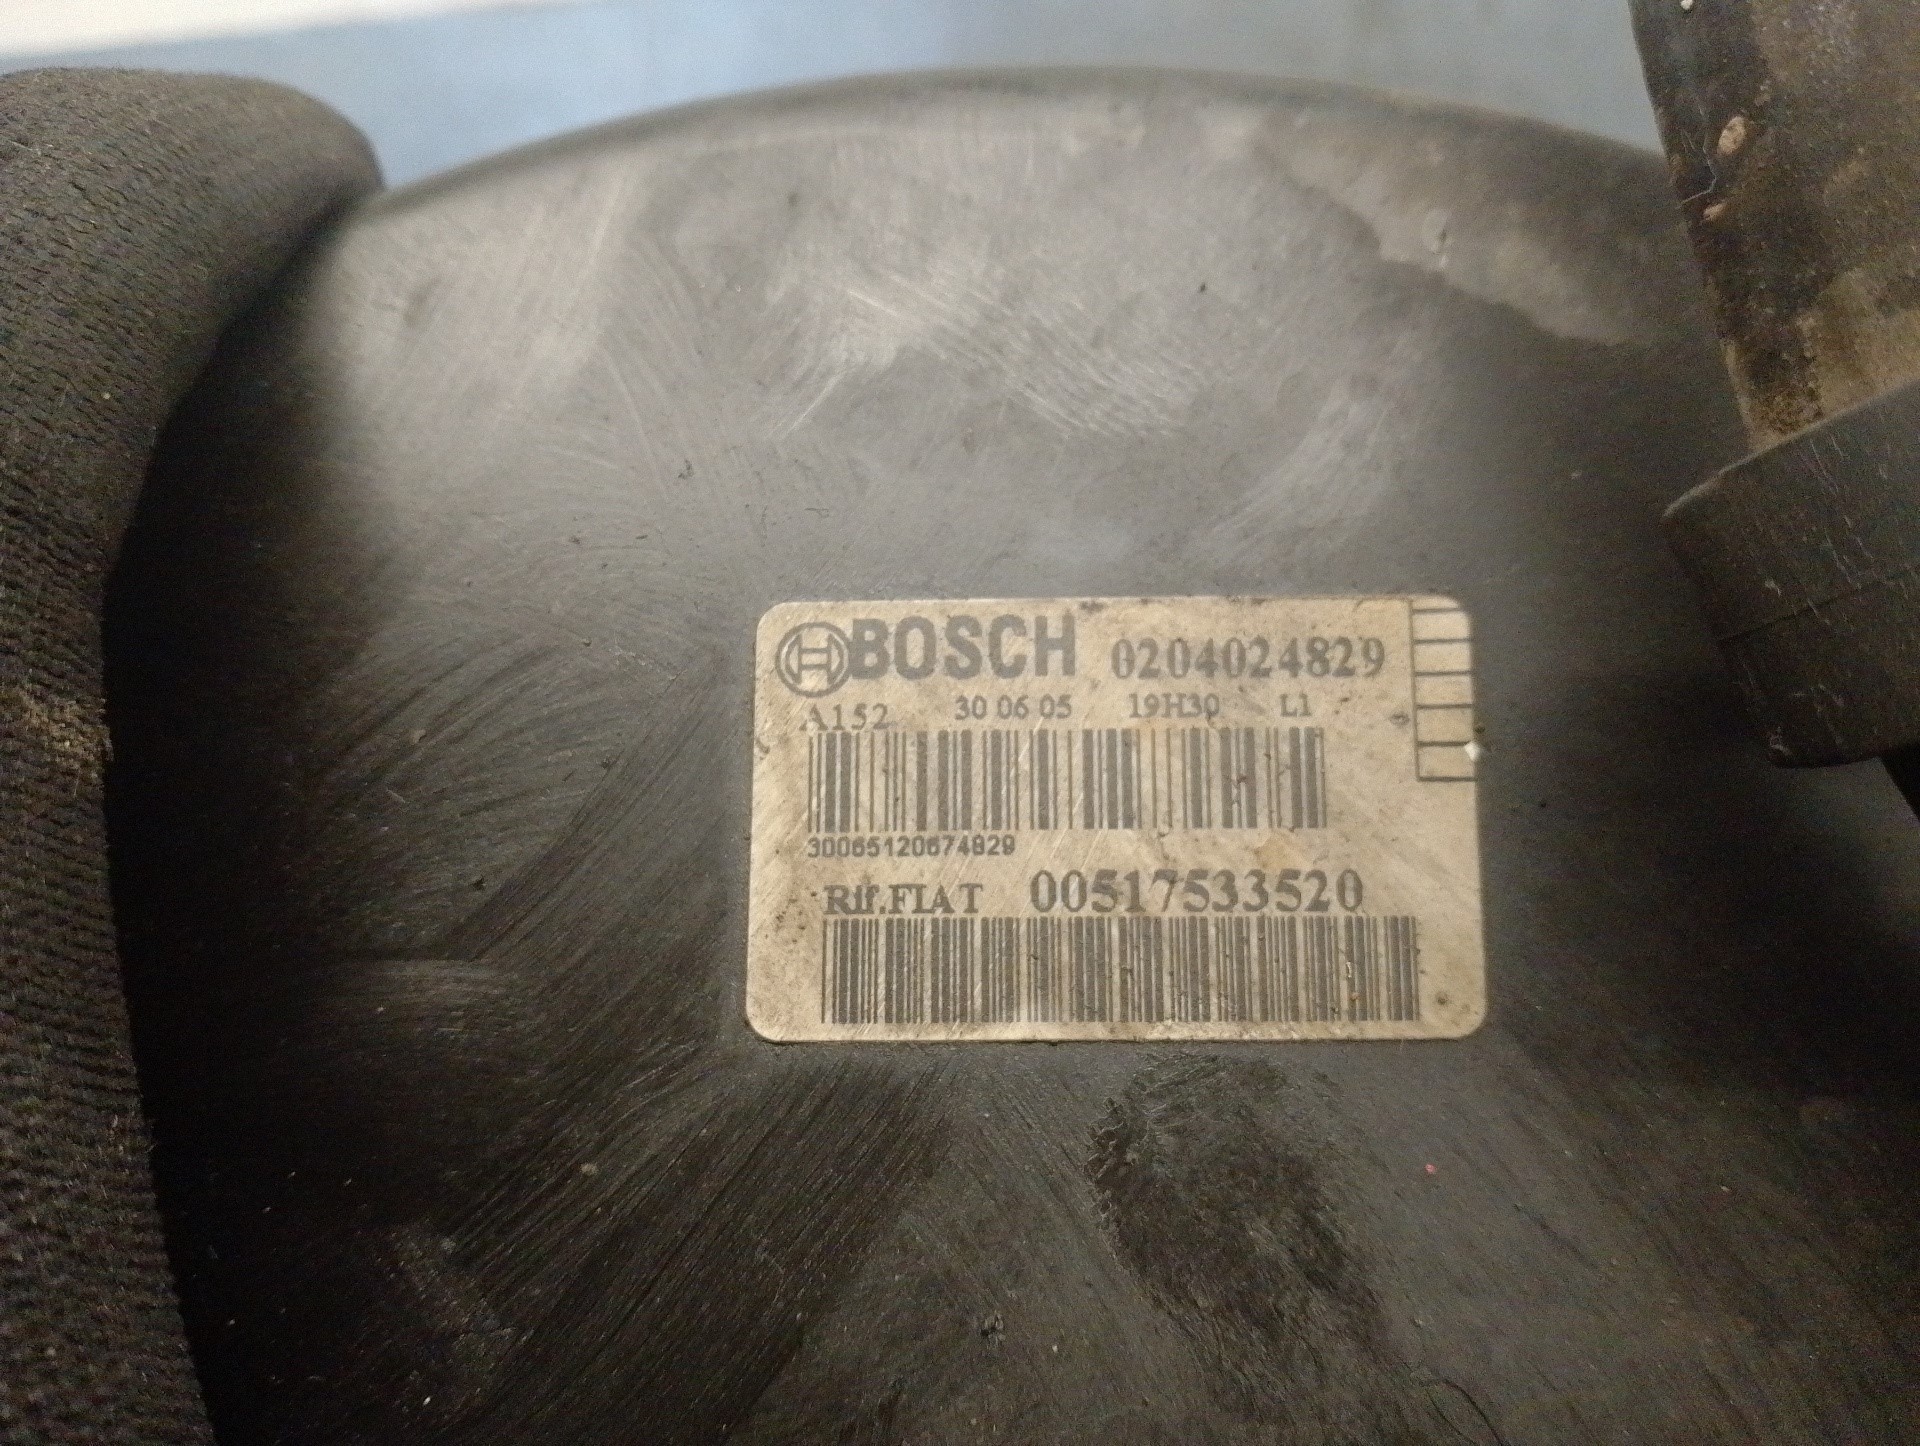 BOSCH 0204024829
A152 30 06 05 19H30 L1
30065120674829
Rif.FIAT 00517533520